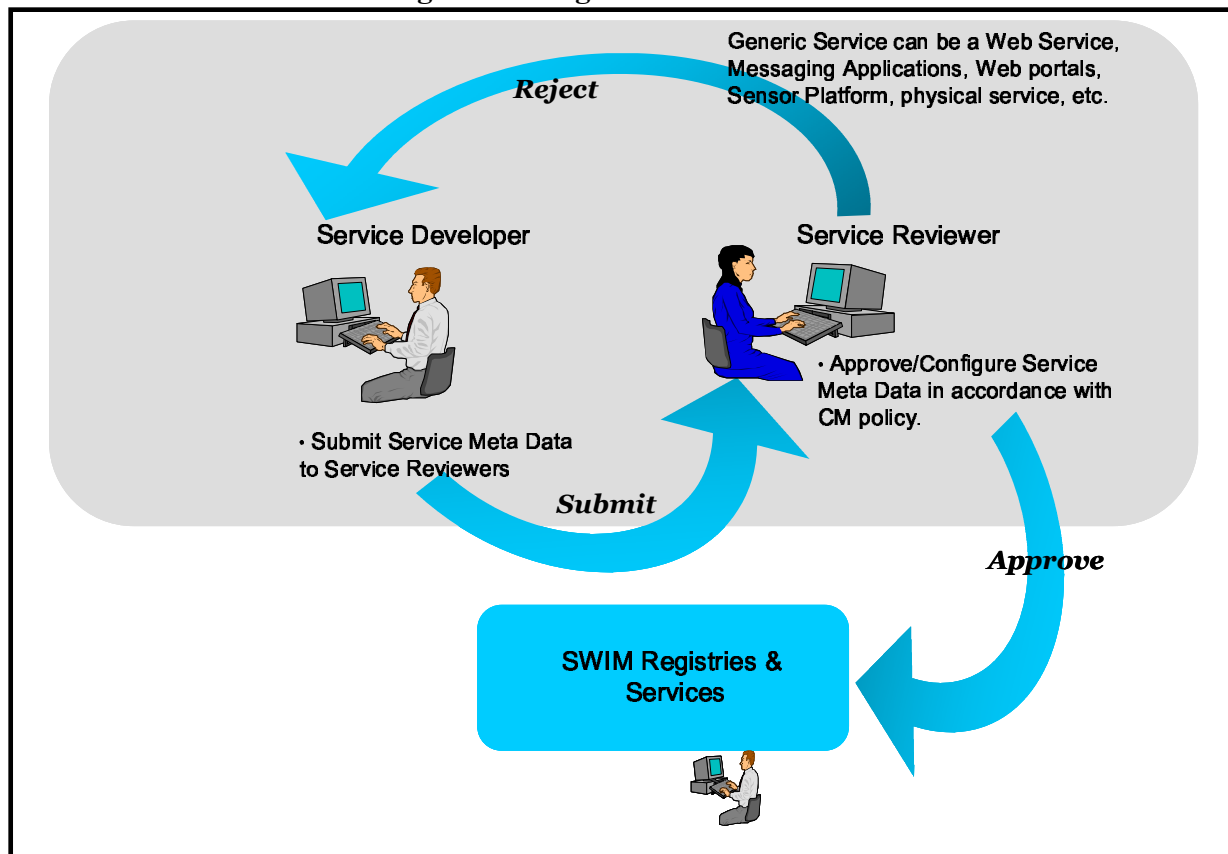 Generic Service can be a Web Service,
Messaging Applications, Web portals,
Sensor Platform, physical service, etc.
Reject
Service Developer
Service Reviewer
• Approve/Configure Service
Meta Data in accordance with
CM policy.
• Submit Service Meta Data
to Service Reviewers
Submit
Approve
SWIM Registries &
Services